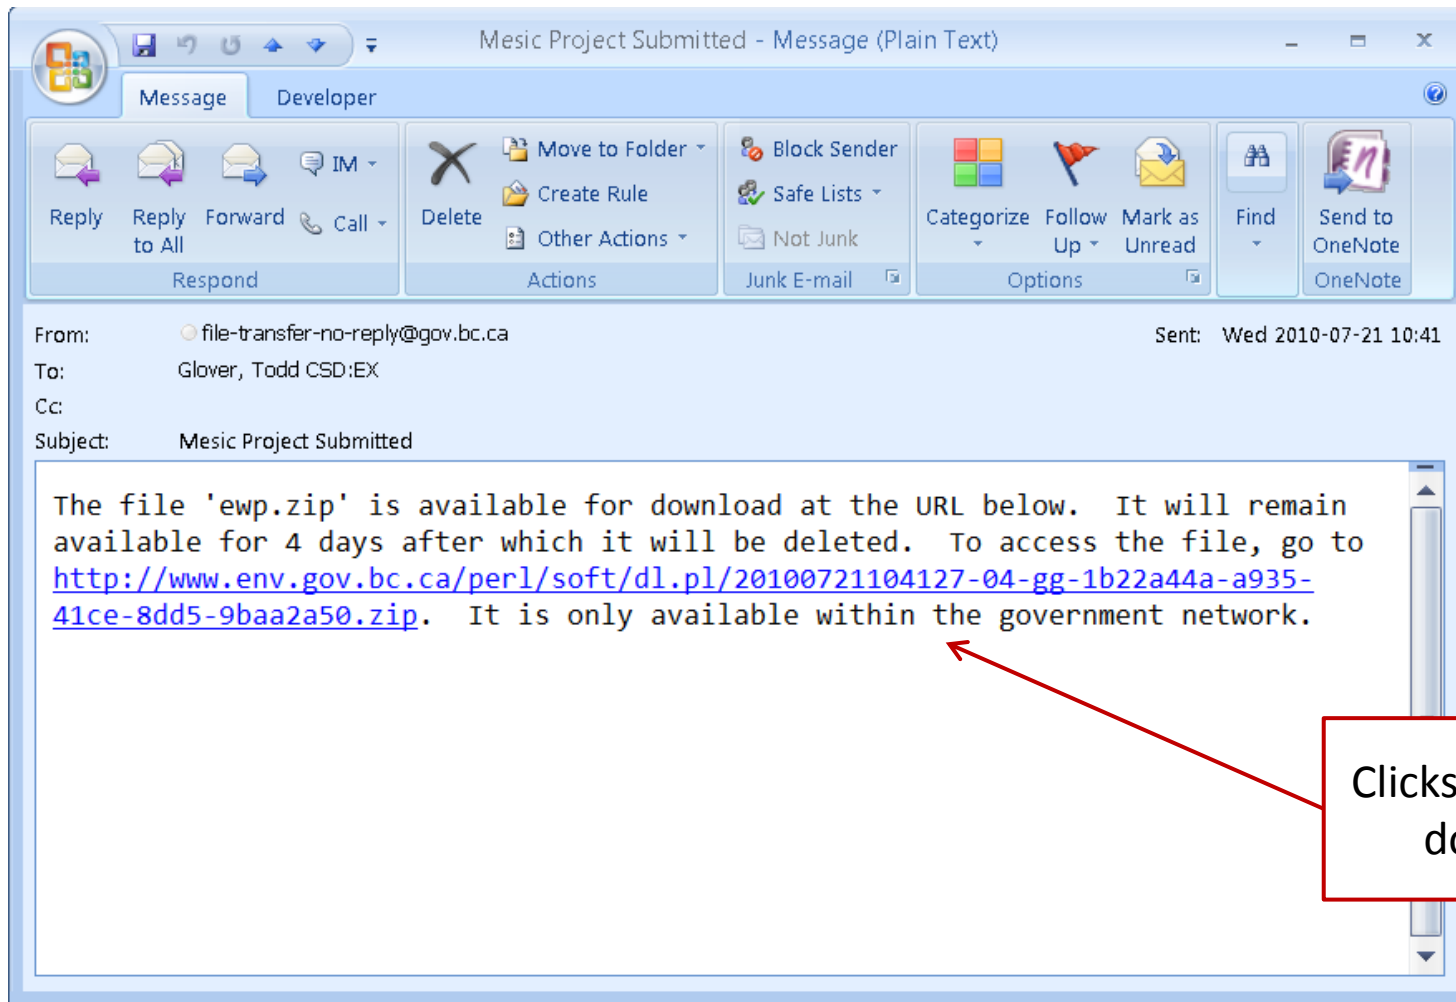 Mesic Project Submitted - Message (Plain Text)
Message Developer
Reply
Reply to All
Forward
IM
Call
Respond
Delete
Move to Folder
Create Rule
Other Actions
Actions
Block Sender
Safe Lists
Not Junk
Junk E-mail
Categorize
Follow Up
Mark as Unread
Options
Find
Send to OneNote
OneNote
From: file-transfer-no-reply@gov.bc.ca Sent: Wed 2010-07-21 10:41
To: Glover, Todd CSD:EX
Cc:
Subject: Mesic Project Submitted
The file 'ewp.zip' is available for download at the URL below. It will remain
available for 4 days after which it will be deleted. To access the file, go to
http://www.env.gov.bc.ca/perl/soft/dl.pl/20100721104127-04-gg-1b22a44a-a935-
41ce-8dd5-9baa2a50.zip. It is only available within the government network.
Clicks